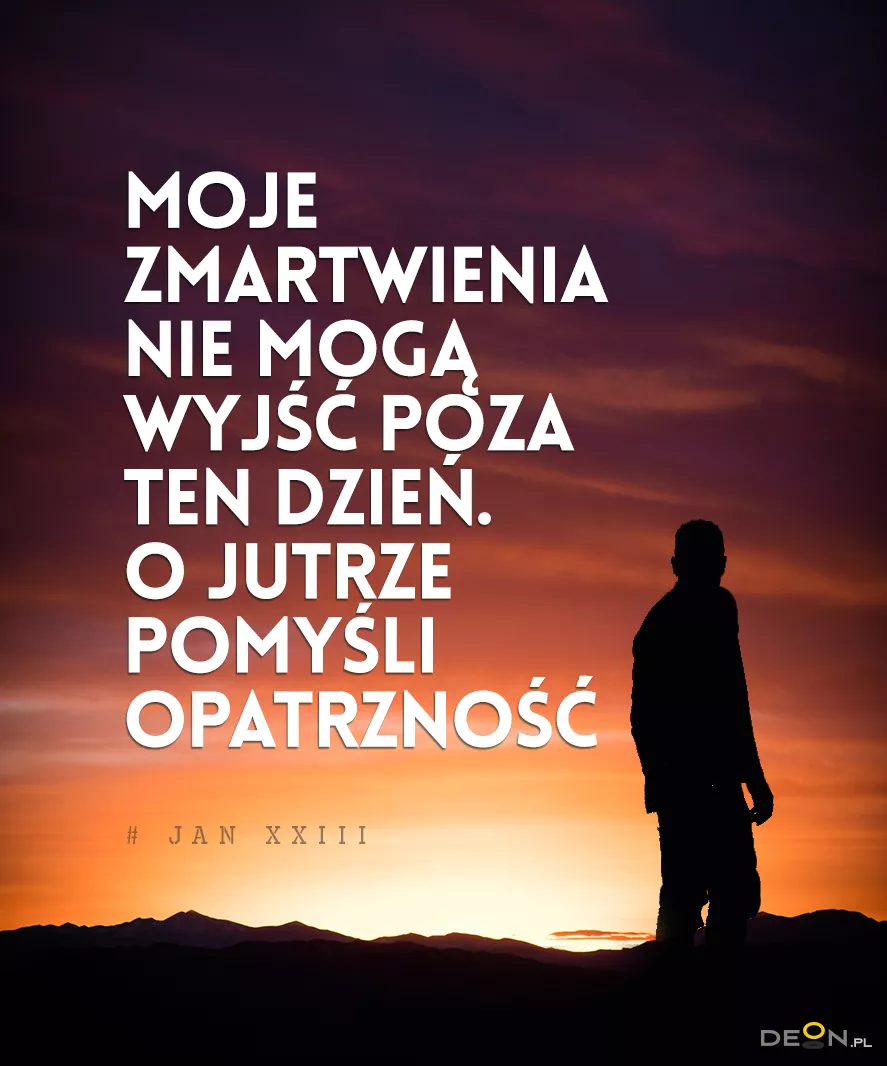 MOJE
ZMARTWIENIA
NIE MOGĄ
WYJŚĆ POZA
TEN DZIEŃ.
O JUTRZE
POMYŚLI
OPATRZNOŚĆ
# JAN XXIII
DEON.PL